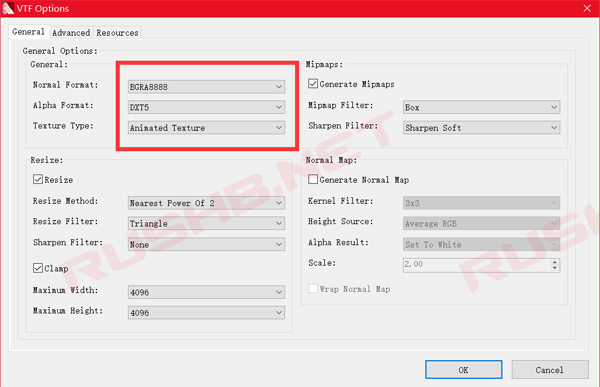 VTF Options
General Advanced Resources
General Options:
General:
Normal Format: BGRA8888
Alpha Format: DXT5
Texture Type: Animated Texture
Resize:
Resize
Resize Method: Nearest Power Of 2
Resize Filter: Triangle
Sharpen Filter: None
Clamp
Maximum Width: 4096
Maximum Height: 4096
Mipmaps:
Generate Mipmaps
Mipmap Filter: Box
Sharpen Filter: Sharpen Soft
Normal Map:
Generate Normal Map
Kernel Filter: 3x3
Height Source: Average RGB
Alpha Result: Set To White
Scale: 2.00
Wrap Normal Map
OK Cancel
RUSHB.NET
RUSHB.NET